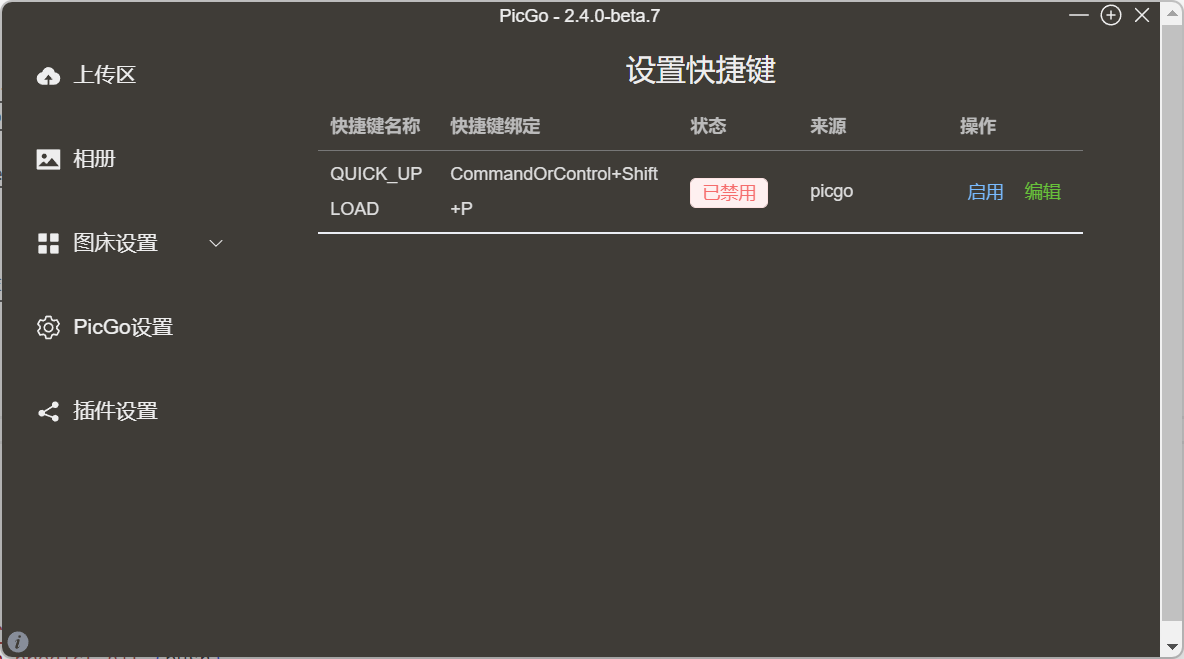 PicGo - 2.4.0-beta.7
上传区
相册
图床设置
PicGo设置
插件设置
设置快捷键
快捷键名称 快捷键绑定 状态 来源 操作
QUICK_UP CommandOrControl+Shift
LOAD +P
已禁用 picgo 启用 编辑